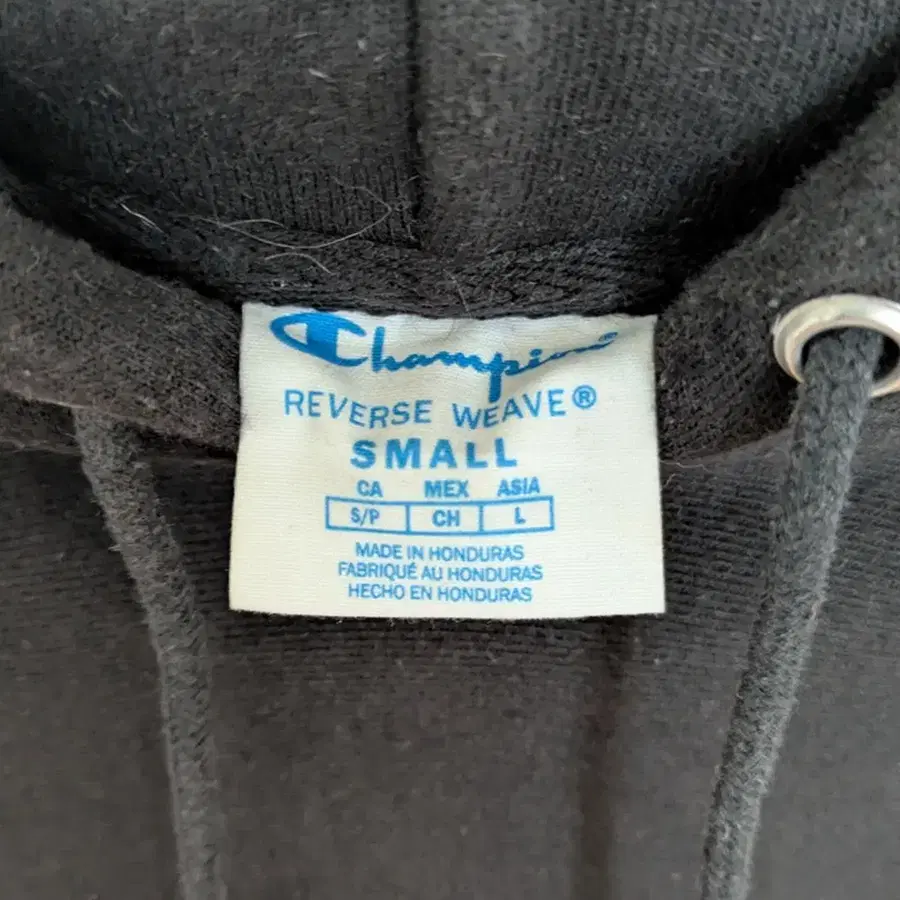 Champion®
REVERSE WEAVE®
SMALL
CA MEX ASIA
S/P CH L
MADE IN HONDURAS
FABRIQUÉ AU HONDURAS
HECHO EN HONDURAS